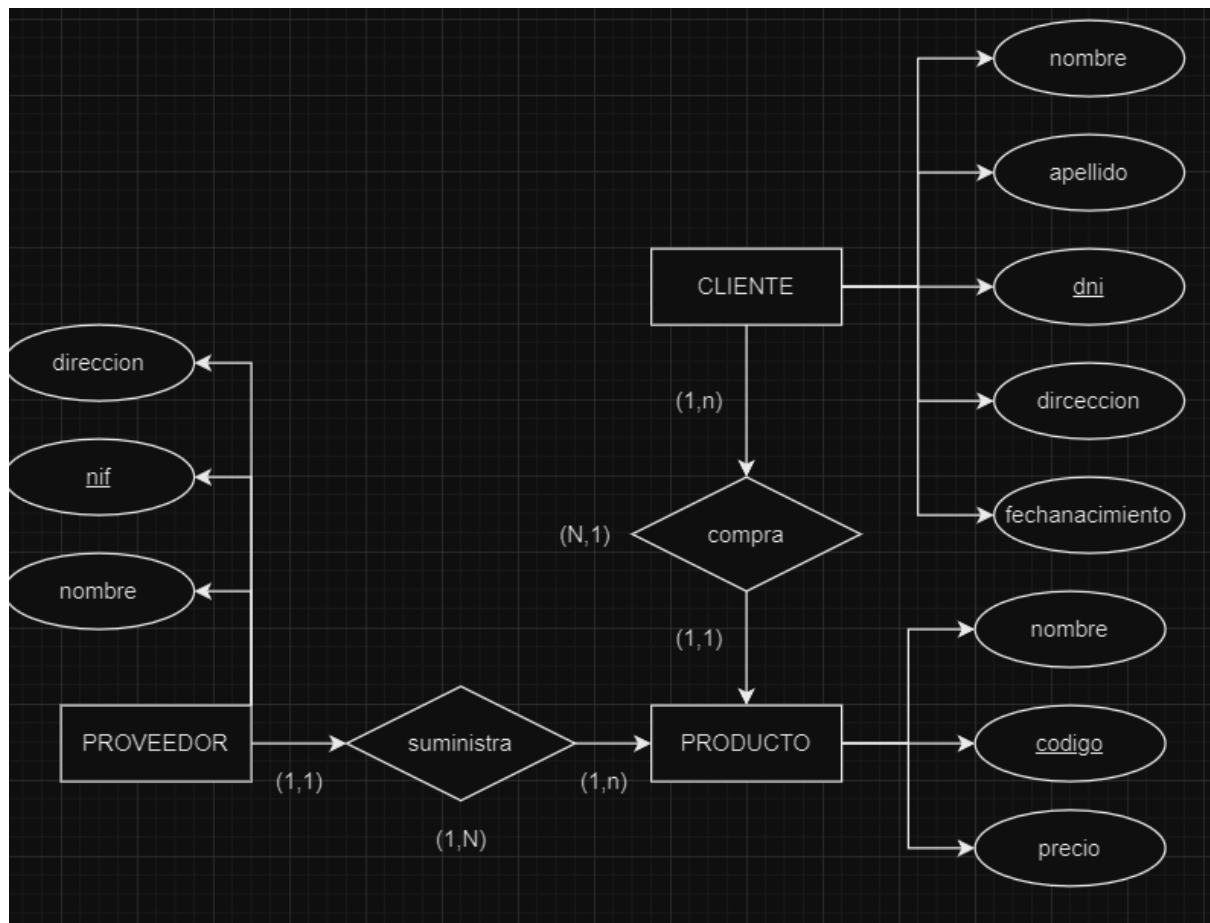 nombre
apellido
CLIENTE
dni
direccion
(1,n)
dirceccion
nif
fechanacimiento
(N,1)
compra
nombre
(1,1)
nombre
PROVEEDOR
suministra
PRODUCTO
codigo
(1,1)
(1,n)
(1,N)
precio